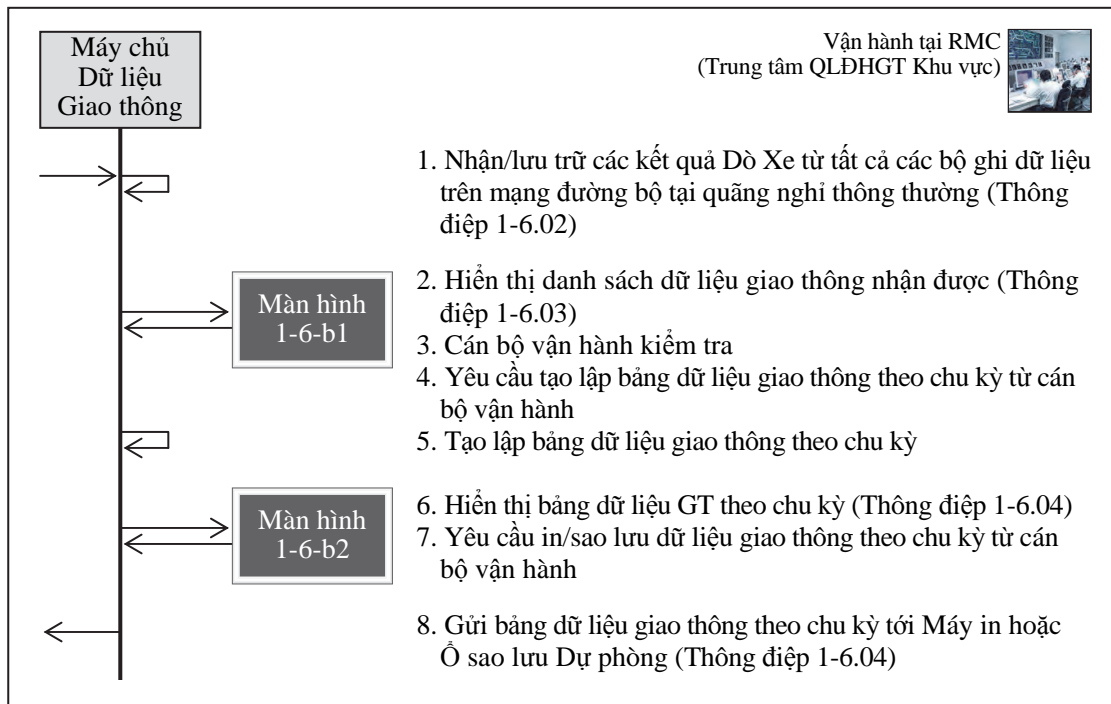 Máy chủ
Dữ liệu
Giao thông
Vận hành tại RMC
(Trung tâm QLĐHGT Khu vực)
1. Nhận/lưu trữ các kết quả Dò Xe từ tất cả các bộ ghi dữ liệu
trên mạng đường bộ tại quãng nghỉ thông thường (Thông
điệp 1-6.02)
Màn hình
1-6-b1
2. Hiển thị danh sách dữ liệu giao thông nhận được (Thông
điệp 1-6.03)
3. Cán bộ vận hành kiểm tra
4. Yêu cầu tạo lập bảng dữ liệu giao thông theo chu kỳ từ cán
bộ vận hành
5. Tạo lập bảng dữ liệu giao thông theo chu kỳ
Màn hình
1-6-b2
6. Hiển thị bảng dữ liệu GT theo chu kỳ (Thông điệp 1-6.04)
7. Yêu cầu in/sao lưu dữ liệu giao thông theo chu kỳ từ cán
bộ vận hành
8. Gửi bảng dữ liệu giao thông theo chu kỳ tới Máy in hoặc
Ổ sao lưu Dự phòng (Thông điệp 1-6.04)